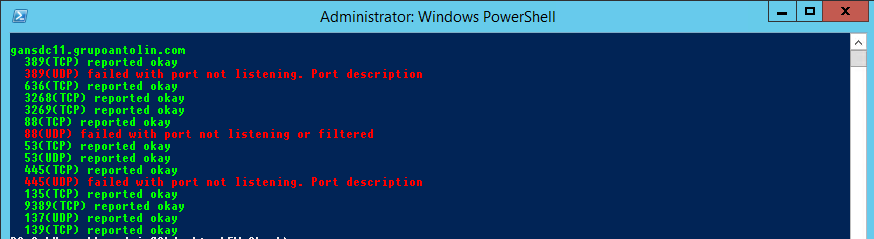 Administrator: Windows PowerShell
gansdc11.grupoantolin.com
389(TCP) reported okay
389(UDP) failed with port not listening. Port description
636(TCP) reported okay
3268(TCP) reported okay
3269(TCP) reported okay
88(TCP) reported okay
88(UDP) failed with port not listening or filtered
53(TCP) reported okay
53(UDP) reported okay
445(TCP) reported okay
445(UDP) failed with port not listening. Port description
135(TCP) reported okay
9389(TCP) reported okay
137(UDP) reported okay
139(TCP) reported okay